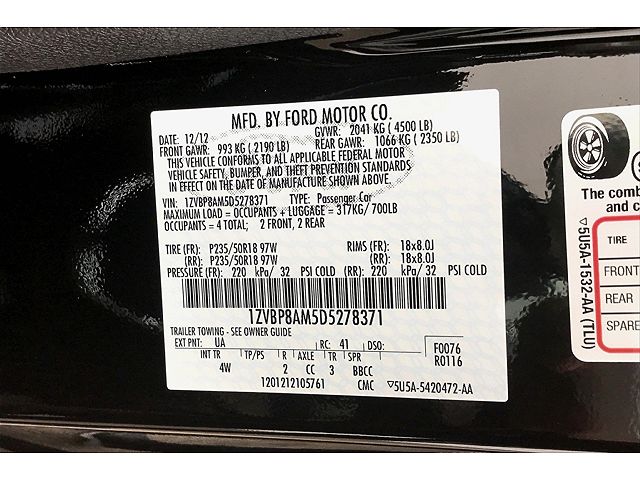 MFD. BY FORD MOTOR CO.
12/12 GVWR: 2041 KG ( 4500 LB)
FRONT GAWR: 993 KG ( 2190 LB) REAR GAWR: 1066 KG ( 2350 LB)
THIS VEHICLE CONFORMS TO ALL APPLICABLE FEDERAL MOTOR
VEHICLE SAFETY, BUMPER, AND THEFT PREVENTION STANDARDS
IN EFFECT ON THE DATE OF MANUFACTURE SHOWN ABOVE.
VIN: 1ZVBP8AM5D5278371 TYPE: Passenger Car
MAXIMUM LOAD = OCCUPANTS + LUGGAGE = 317KG/700LB
OCCUPANTS = 4 TOTAL; 2 FRONT, 2 REAR
TIRE (FR): P235/50R18 97W RIMS (FR): 18x8.0J
(RR): P235/50R18 97W (RR): 18x8.0J
PRESSURE (FR): 220 kPa/ 32 PSI COLD (RR): 220 kPa/ 32 PSI COLD
1ZVBP8AM5D5278371
TRAILER TOWING - SEE OWNER GUIDE
EXT PNT: UA RC: 41 DSO: F0076
INT TR TP/PS R AXLE TR SPR R0116
4W 2 CC 3 BBCC
1201212105761 CMC ▽5U5A-5420472-AA
The comb
and c
TIRE
FRONT
REAR
SPARE
▽5U5A-1532-AA (TLU)